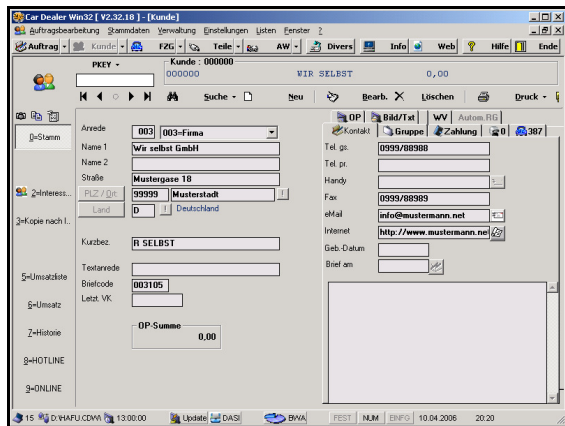 Car Dealer Win32 [ V2.32.18 ] - [Kunde]
Auftragsbearbeitung Stammdaten Verwaltung Einstellungen Listen Fenster ?
Auftrag Kunde FZG Teile AW Divers Info Web Hilfe Ende
PKEY
Kunde : 000000
000000 WIR SELBST 0,00
Suche Neu Bearb. Löschen Druck
OP Bild/Txt WV Autom.RG
Kontakt Gruppe Zahlung 0 387
0=Stamm
2=Interess...
3=Kopie nach l..
5=Umsatzliste
6=Umsatz
7=Historie
8=HOTLINE
9=ONLINE
Anrede 003 003=Firma
Name 1 Wir selbst GmbH
Name 2
Straße Mustergase 18
PLZ / Ort 99999 Musterstadt !
Land D ! Deutschland
Kurzbez. R SELBST
Textanrede
Briefcode 003105
Letzt. VK
OP-Summe
0,00
Tel. gs. 0999/88988
Tel. pr.
Handy
Fax 0999/88989
eMail info@mustermann.net
Internet http://www.mustermann.net
Geb.-Datum
Brief am
15 D:\HAFU.CDW\ 13:00:00 Update DASI BWA FEST NUM EINFG 10.04.2006 20:20